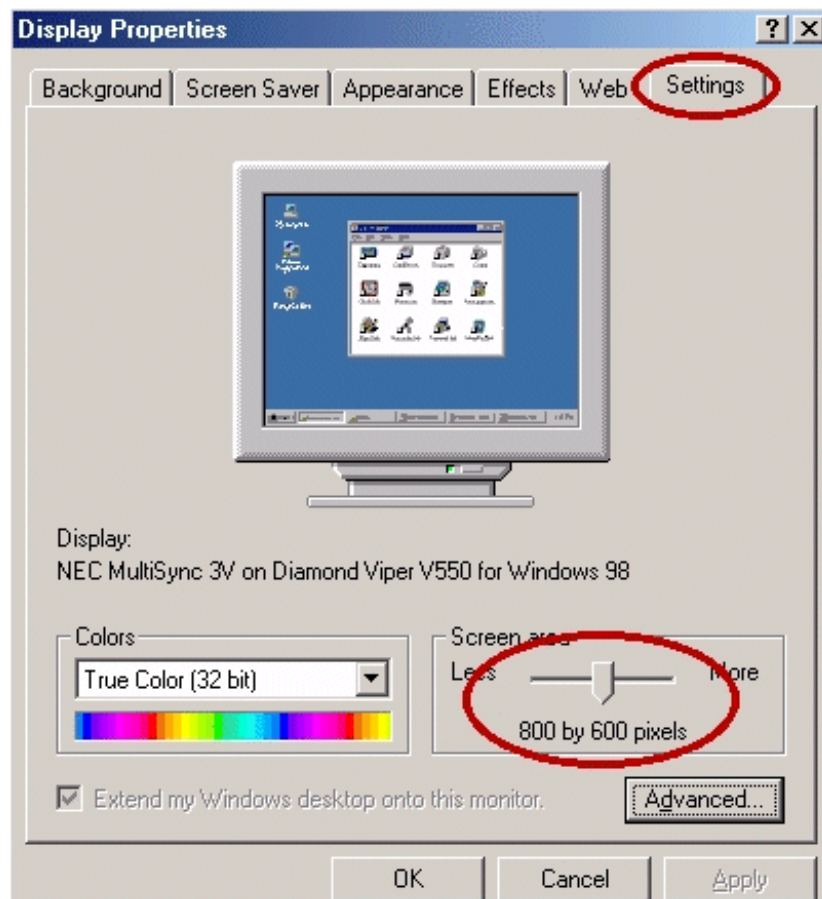 Display Properties
Background Screen Saver Appearance Effects Web Settings
Display:
NEC MultiSync 3V on Diamond Viper V550 for Windows 98
Colors
True Color (32 bit)
Screen area
Less More
800 by 600 pixels
Extend my Windows desktop onto this monitor.
Advanced...
OK Cancel Apply